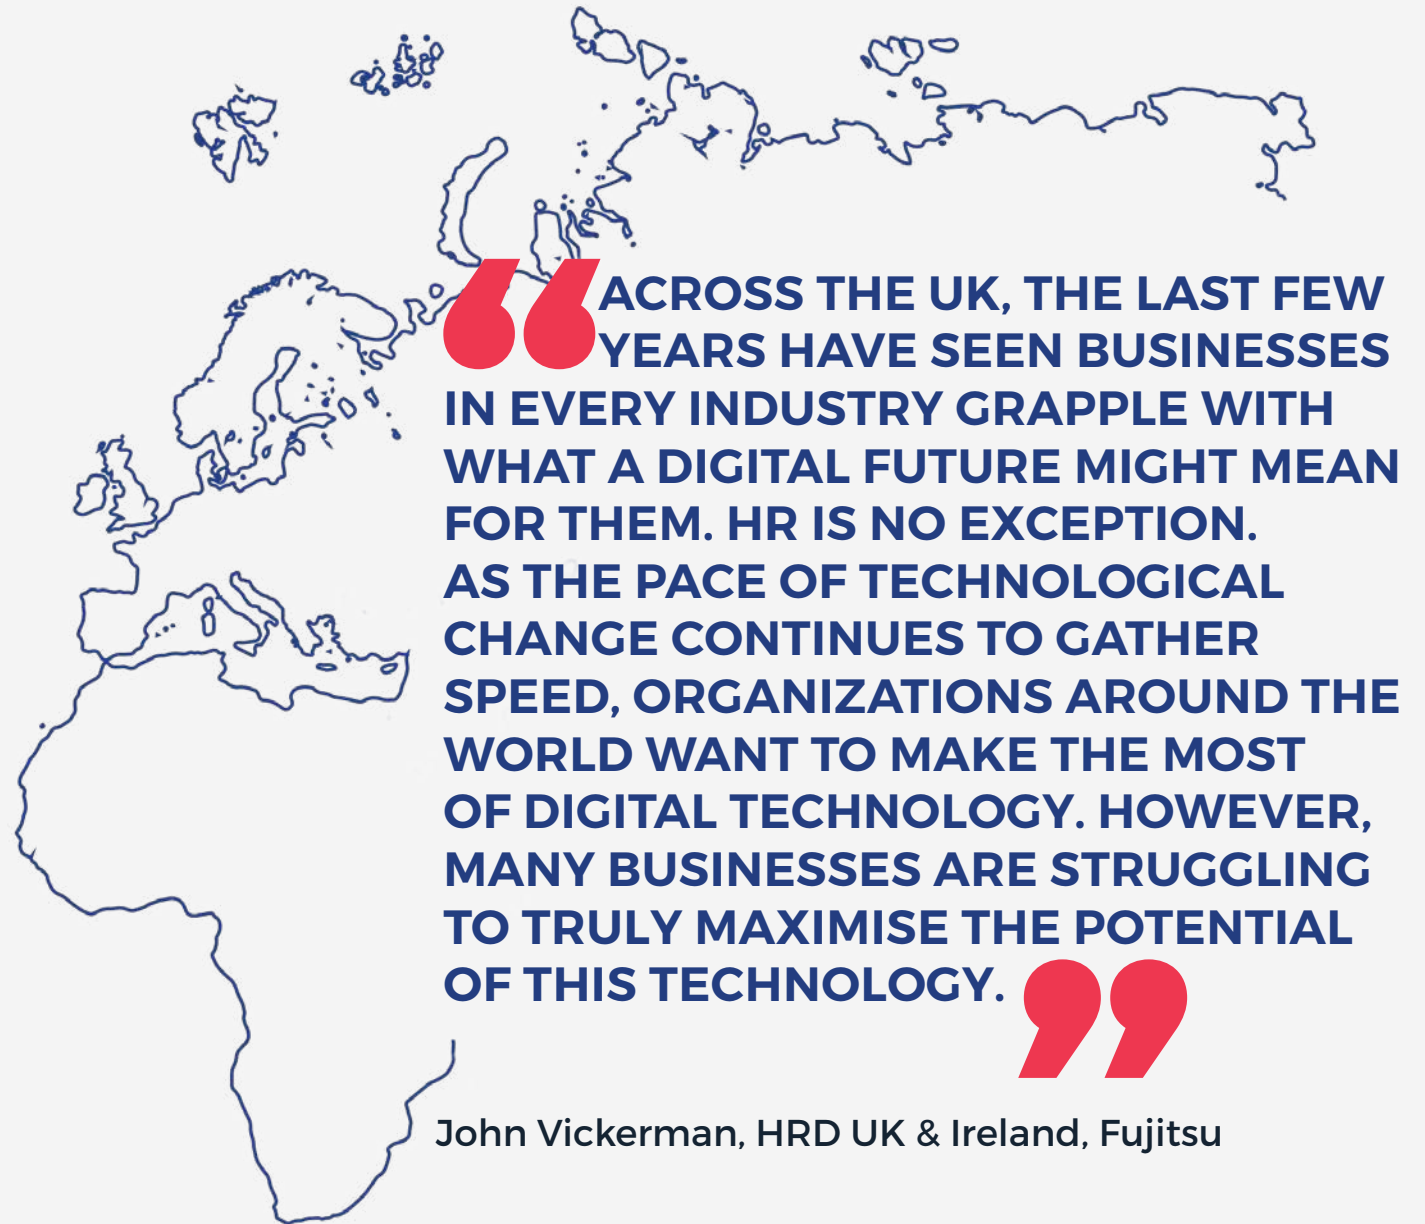 “ACROSS THE UK, THE LAST FEW
YEARS HAVE SEEN BUSINESSES
IN EVERY INDUSTRY GRAPPLE WITH
WHAT A DIGITAL FUTURE MIGHT MEAN
FOR THEM. HR IS NO EXCEPTION.
AS THE PACE OF TECHNOLOGICAL
CHANGE CONTINUES TO GATHER
SPEED, ORGANIZATIONS AROUND THE
WORLD WANT TO MAKE THE MOST
OF DIGITAL TECHNOLOGY. HOWEVER,
MANY BUSINESSES ARE STRUGGLING
TO TRULY MAXIMISE THE POTENTIAL
OF THIS TECHNOLOGY.”
John Vickerman, HRD UK & Ireland, Fujitsu